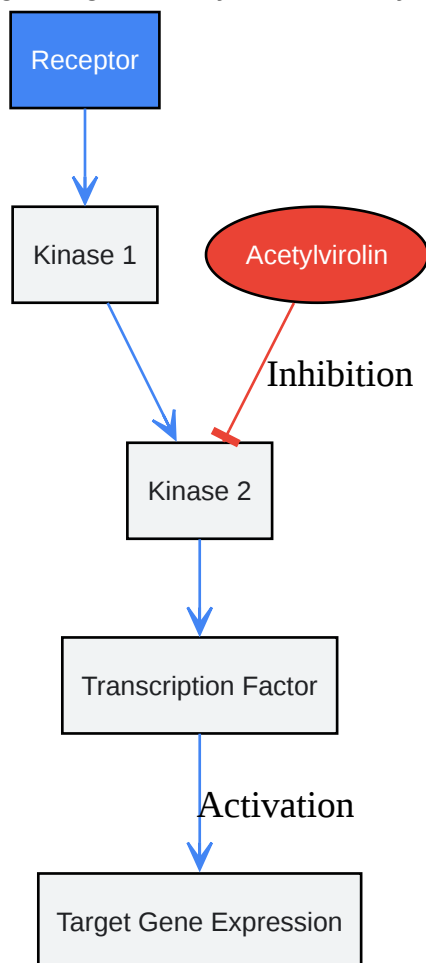 Receptor
Kinase 1
Acetylvirolin
Inhibition
Kinase 2
Transcription Factor
Activation
Target Gene Expression